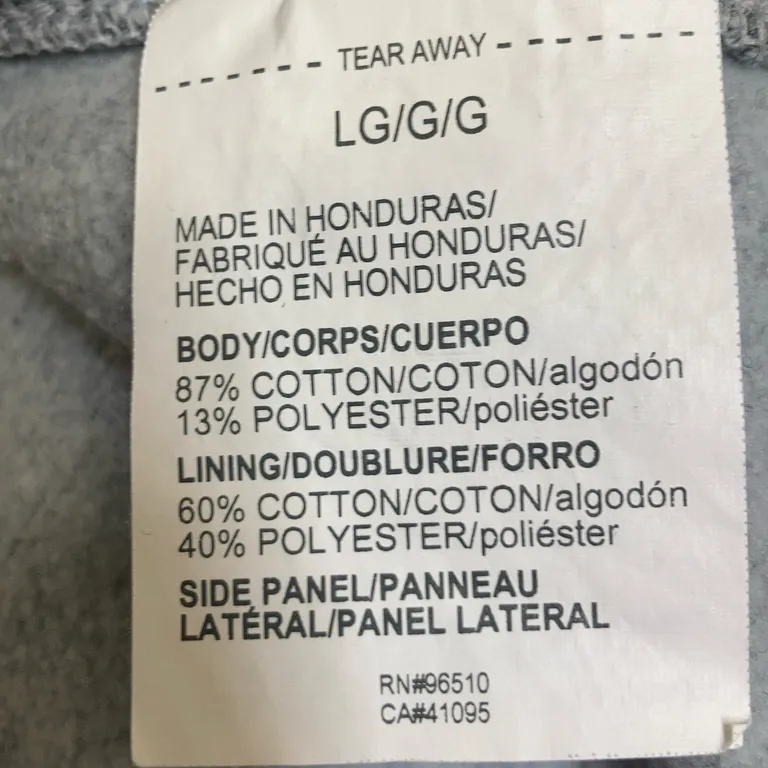 TEAR AWAY
LG/G/G
MADE IN HONDURAS/
FABRIQUÉ AU HONDURAS/
HECHO EN HONDURAS
BODY/CORPS/CUERPO
87% COTTON/COTON/algodón
13% POLYESTER/poliéster
LINING/DOUBLURE/FORRO
60% COTTON/COTON/algodón
40% POLYESTER/poliéster
SIDE PANEL/PANNEAU
LATÉRAL/PANEL LATERAL
RN#96510
CA#41095